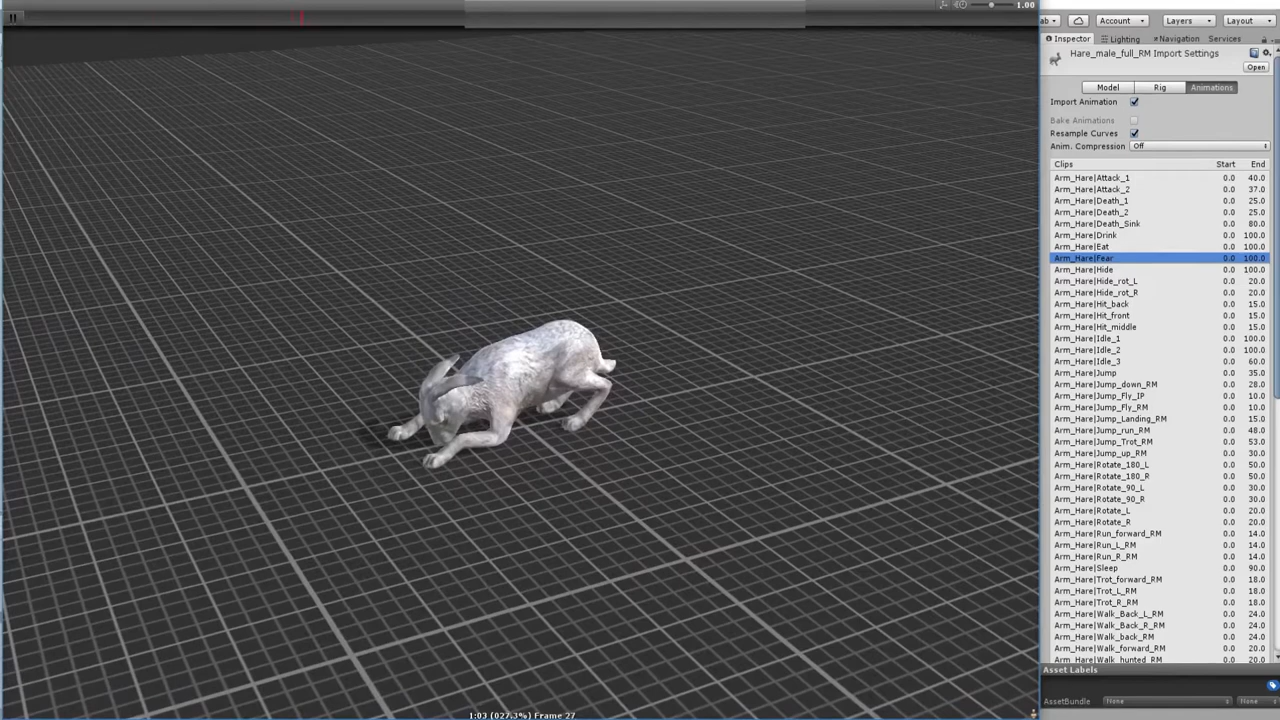 1.00
ab
Account
Layers
Layout
Inspector
Lighting
Navigation
Services
Hare_male_full_RM Import Settings
Open
Model
Rig
Animations
Import Animation
Bake Animations
Resample Curves
Anim. Compression Off
Clips Start End
Arm_Hare|Attack_1 0.0 40.0
Arm_Hare|Attack_2 0.0 37.0
Arm_Hare|Death_1 0.0 25.0
Arm_Hare|Death_2 0.0 25.0
Arm_Hare|Death_Sink 0.0 80.0
Arm_Hare|Drink 0.0 100.0
Arm_Hare|Eat 0.0 100.0
Arm_Hare|Fear 0.0 100.0
Arm_Hare|Hide 0.0 100.0
Arm_Hare|Hide_rot_L 0.0 20.0
Arm_Hare|Hide_rot_R 0.0 20.0
Arm_Hare|Hit_back 0.0 15.0
Arm_Hare|Hit_front 0.0 15.0
Arm_Hare|Hit_middle 0.0 15.0
Arm_Hare|Idle_1 0.0 100.0
Arm_Hare|Idle_2 0.0 100.0
Arm_Hare|Idle_3 0.0 60.0
Arm_Hare|Jump 0.0 35.0
Arm_Hare|Jump_down_RM 0.0 28.0
Arm_Hare|Jump_Fly_IP 0.0 10.0
Arm_Hare|Jump_Fly_RM 0.0 10.0
Arm_Hare|Jump_Landing_RM 0.0 15.0
Arm_Hare|Jump_run_RM 0.0 48.0
Arm_Hare|Jump_Trot_RM 0.0 53.0
Arm_Hare|Jump_up_RM 0.0 30.0
Arm_Hare|Rotate_180_L 0.0 50.0
Arm_Hare|Rotate_180_R 0.0 50.0
Arm_Hare|Rotate_90_L 0.0 30.0
Arm_Hare|Rotate_90_R 0.0 30.0
Arm_Hare|Rotate_L 0.0 20.0
Arm_Hare|Rotate_R 0.0 20.0
Arm_Hare|Run_forward_RM 0.0 14.0
Arm_Hare|Run_L_RM 0.0 14.0
Arm_Hare|Run_R_RM 0.0 14.0
Arm_Hare|Sleep 0.0 90.0
Arm_Hare|Trot_forward_RM 0.0 18.0
Arm_Hare|Trot_L_RM 0.0 18.0
Arm_Hare|Trot_R_RM 0.0 18.0
Arm_Hare|Walk_Back_L_RM 0.0 24.0
Arm_Hare|Walk_Back_R_RM 0.0 24.0
Arm_Hare|Walk_back_RM 0.0 24.0
Arm_Hare|Walk_forward_RM 0.0 20.0
Arm_Hare|Walk_hunted_RM 0.0 20.0
Asset Labels
AssetBundle None None
1:03 (027.3%) Frame 27